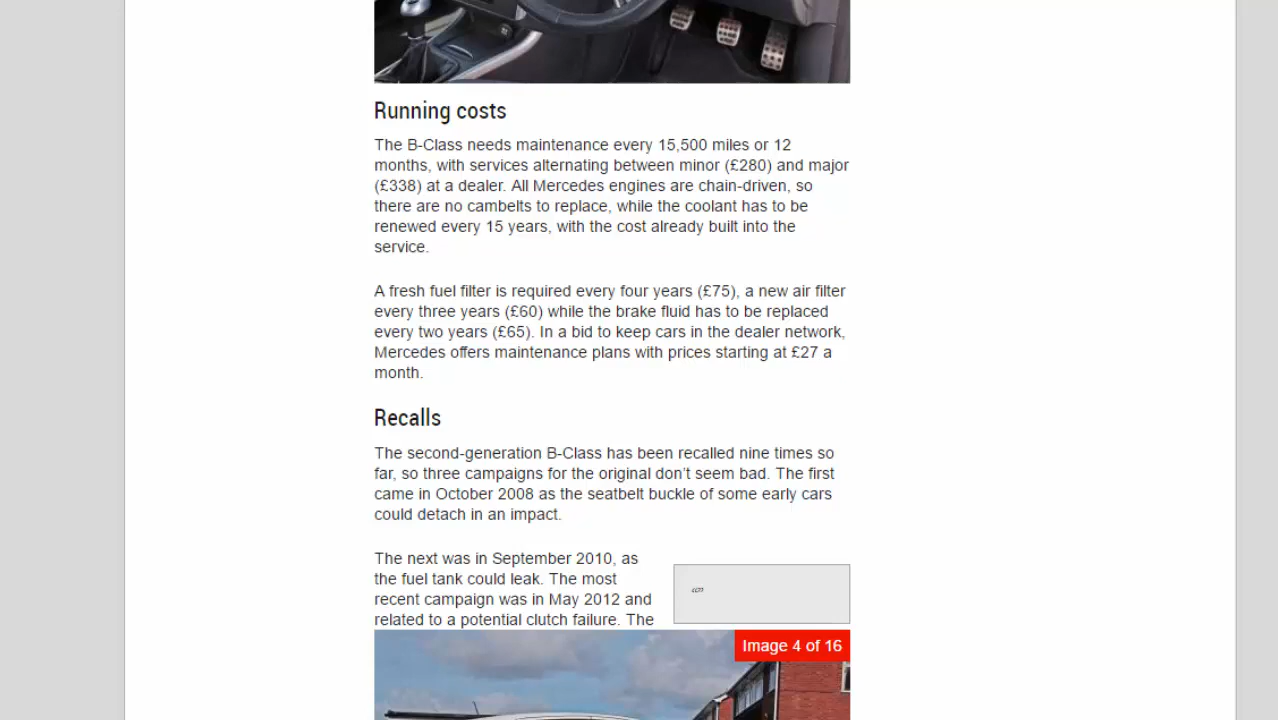 Running costs
The B-Class needs maintenance every 15,500 miles or 12
months, with services alternating between minor (£280) and major
(£338) at a dealer. All Mercedes engines are chain-driven, so
there are no cambelts to replace, while the coolant has to be
renewed every 15 years, with the cost already built into the
service.
A fresh fuel filter is required every four years (£75), a new air filter
every three years (£60) while the brake fluid has to be replaced
every two years (£65). In a bid to keep cars in the dealer network,
Mercedes offers maintenance plans with prices starting at £27 a
month.
Recalls
The second-generation B-Class has been recalled nine times so
far, so three campaigns for the original don’t seem bad. The first
came in October 2008 as the seatbelt buckle of some early cars
could detach in an impact.
The next was in September 2010, as
the fuel tank could leak. The most
recent campaign was in May 2012 and
related to a potential clutch failure. The
Image 4 of 16